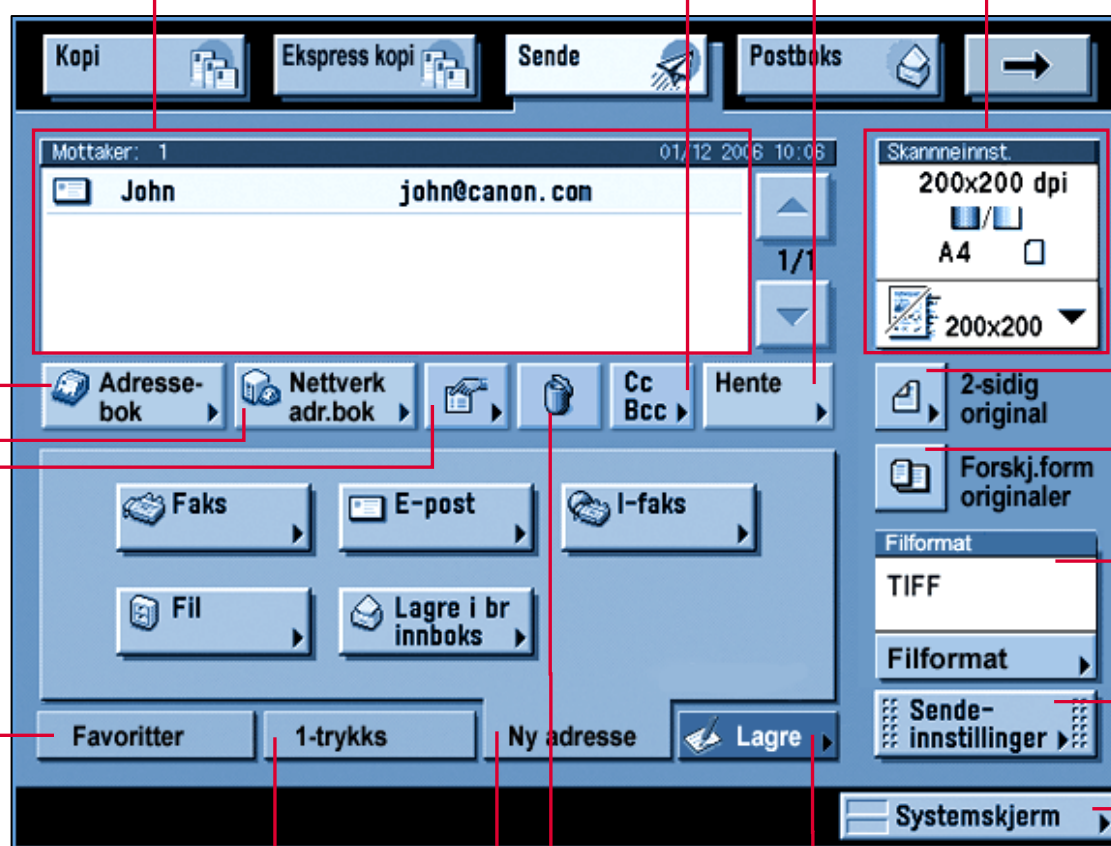 Kopi
Ekspress kopi
Sende
Postboks
Mottaker: 1 01/12 2006 10:06
John john@canon.com
1/1
Skannneinnst.
200x200 dpi
/
A4
200x200
Adresse-
bok
Nettverk
adr.bok
Cc
Bcc
Hente
2-sidig
original
Forskj.form
originaler
Faks
E-post
I-faks
Fil
Lagre i br
innboks
Filformat
TIFF
Filformat
Sende-
innstillinger
Favoritter
1-trykks
Ny adresse
Lagre
Systemskjerm